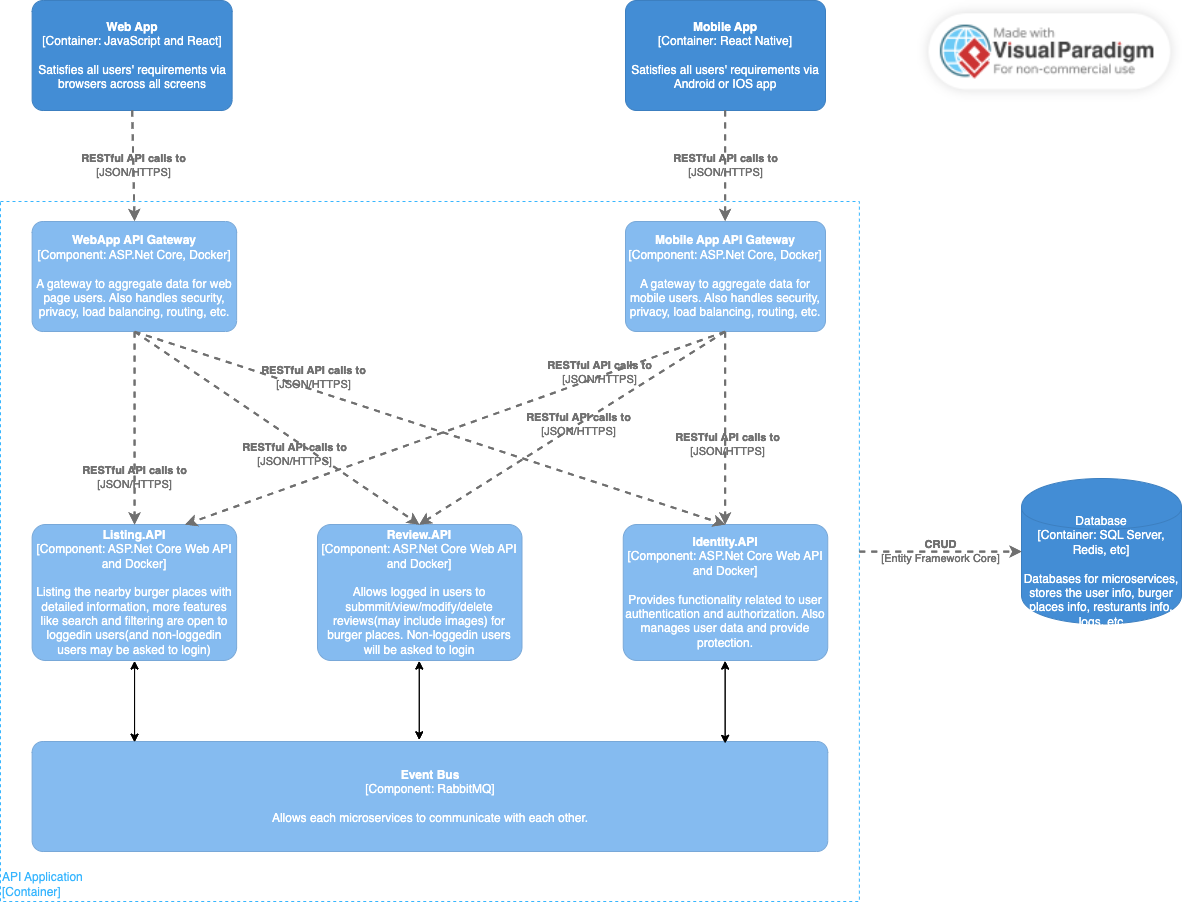 Web App
[Container: JavaScript and React]
Satisfies all users' requirements via
browsers across all screens
Mobile App
[Container: React Native]
Satisfies all users' requirements via
Android or IOS app
Made with
Visual Paradigm
For non-commercial use
RESTful API calls to
[JSON/HTTPS]
RESTful API calls to
[JSON/HTTPS]
WebApp API Gateway
[Component: ASP.Net Core, Docker]
A gateway to aggregate data for web
page users. Also handles security,
privacy, load balancing, routing, etc.
Mobile App API Gateway
[Component: ASP.Net Core, Docker]
A gateway to aggregate data for
mobile users. Also handles security,
privacy, load balancing, routing, etc.
RESTful API calls to
[JSON/HTTPS]
RESTful API calls to
[JSON/HTTPS]
RESTful API calls to
[JSON/HTTPS]
RESTful API calls to
[JSON/HTTPS]
RESTful API calls to
[JSON/HTTPS]
RESTful API calls to
[JSON/HTTPS]
Listing.API
[Component: ASP.Net Core Web API
and Docker]
Listing the nearby burger places with
detailed information, more features
like search and filtering are open to
loggedin users(and non-loggedin
users may be asked to login)
Review.API
[Component: ASP.Net Core Web API
and Docker]
Allows logged in users to
submmit/view/modify/delete
reviews(may include images) for
burger places. Non-loggedin users
will be asked to login
Identity.API
[Component: ASP.Net Core Web API
and Docker]
Provides functionality related to user
authentication and authorization. Also
manages user data and provide
protection.
CRUD
[Entity Framework Core]
Database
[Container: SQL Server,
Redis, etc]
Databases for microservices,
stores the user info, burger
places info, resturants info,
logs, etc
Event Bus
[Component: RabbitMQ]
Allows each microservices to communicate with each other.
API Application
[Container]